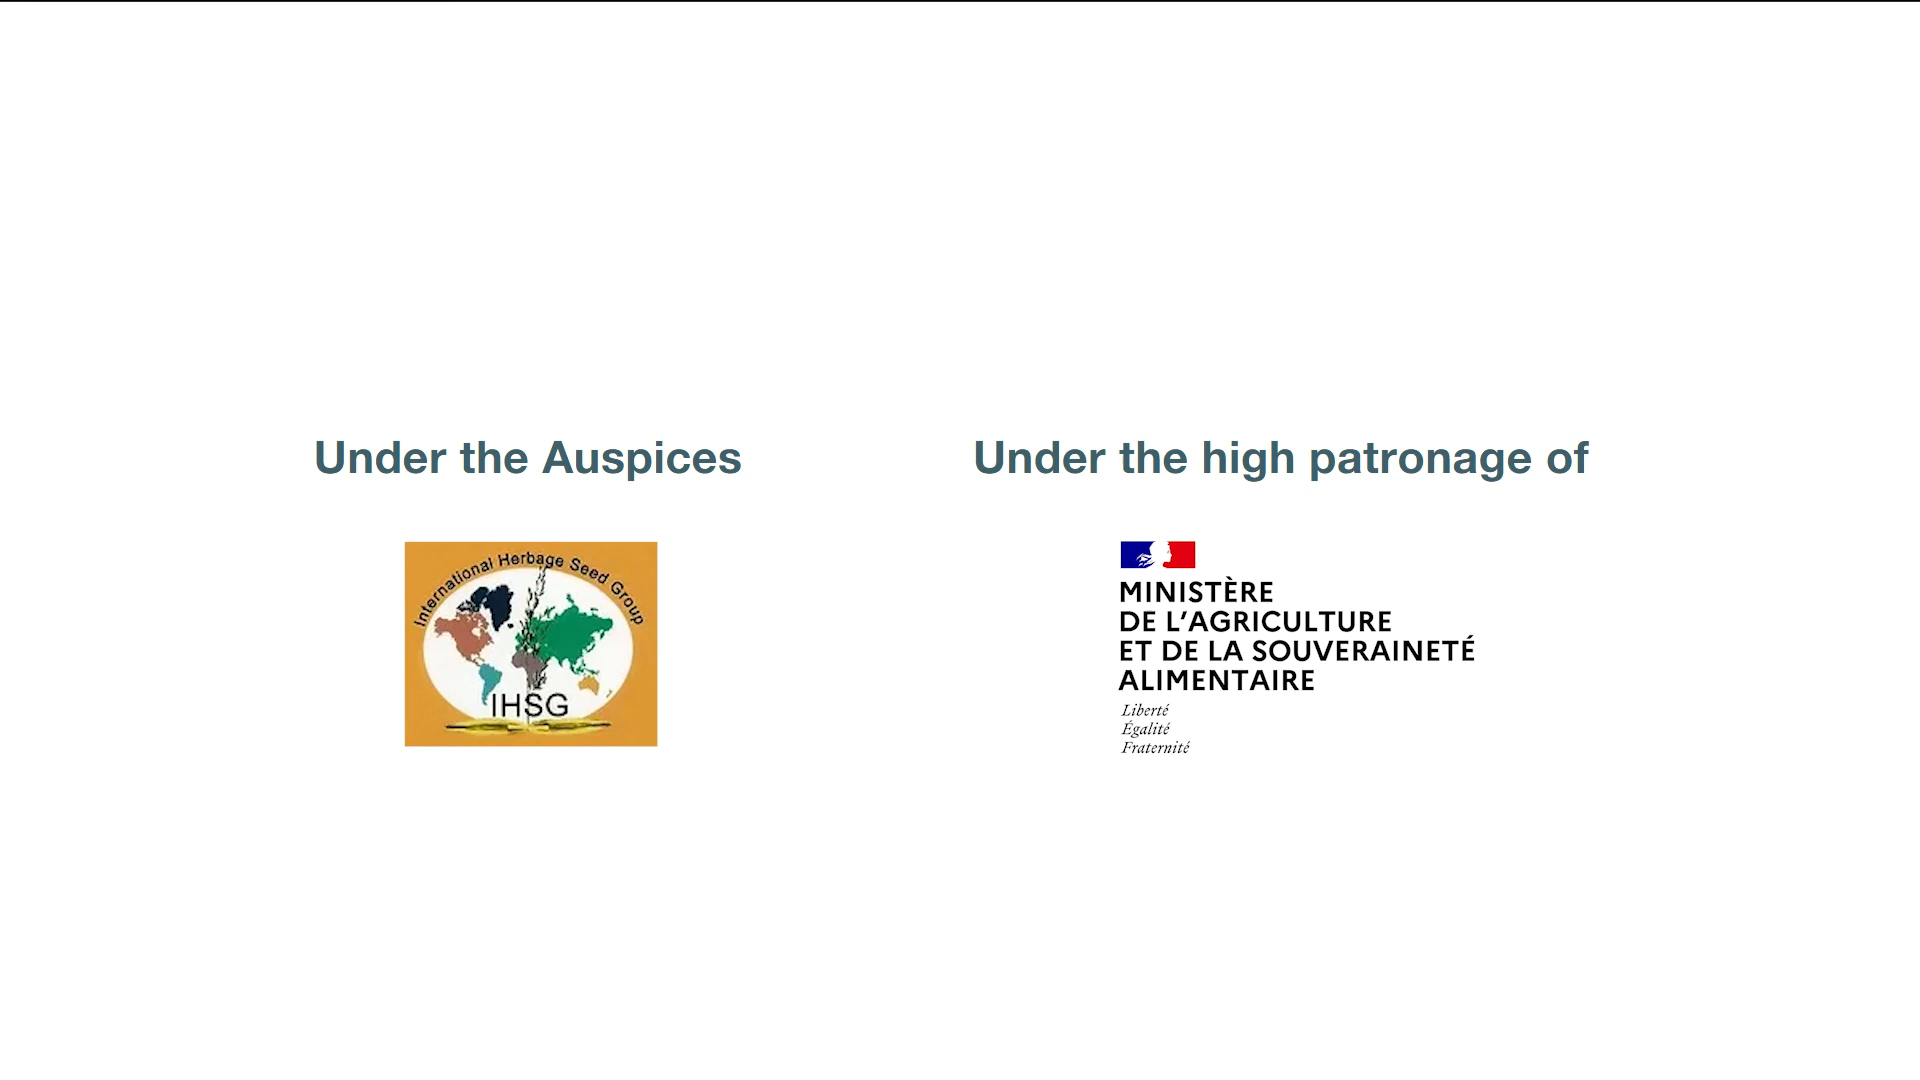 Under the Auspices
International Herbage Seed Group
IHSG
Under the high patronage of
MINISTÈRE
DE L'AGRICULTURE
ET DE LA SOUVERAINETÉ
ALIMENTAIRE
Liberté
Égalité
Fraternité